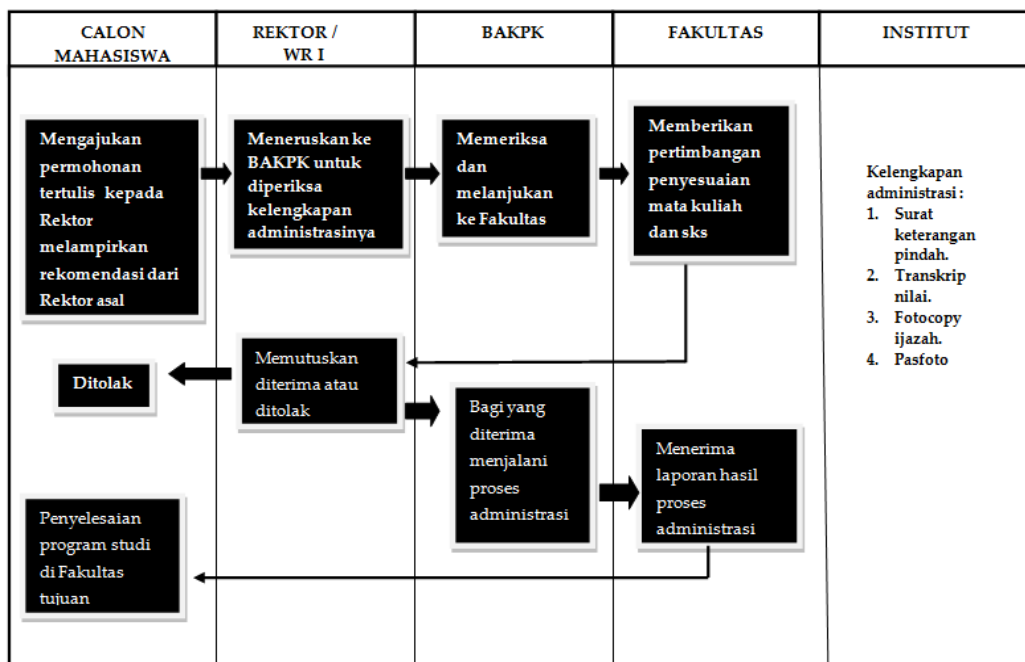 CALON
MAHASISWA
REKTOR /
WR I
BAKPK
FAKULTAS
INSTITUT
Mengajukan
permohonan
tertulis kepada
Rektor
melampirkan
rekomendasi dari
Rektor asal
Meneruskan ke
BAKPK untuk
diperiksa
kelengkapan
administrasinya
Memeriksa
dan
melanjukan
ke Fakultas
Memberikan
pertimbangan
penyesuaian
mata kuliah
dan sks
Kelengkapan
administrasi :
1. Surat
keterangan
pindah.
2. Transkrip
nilai.
3. Fotocopy
ijazah.
4. Pasfoto
Ditolak
Memutuskan
diterima atau
ditolak
Bagi yang
diterima
menjalani
proses
administrasi
Menerima
laporan hasil
proses
administrasi
Penyelesaian
program studi
di Fakultas
tujuan